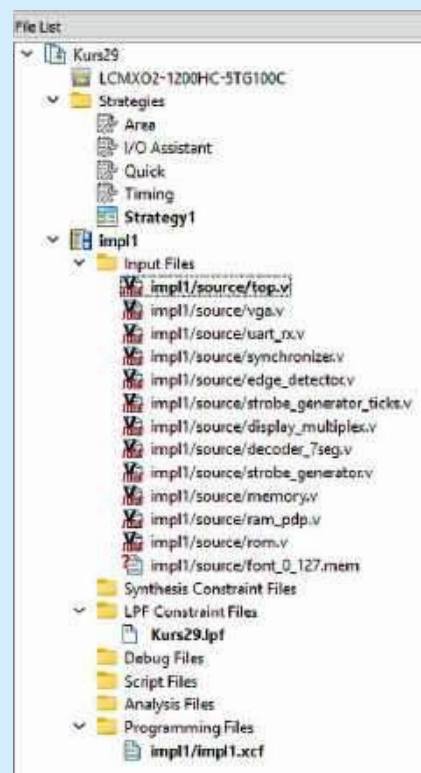 File List
Kurs29
LCMXO2-1200HC-5TG100C
Strategies
Area
I/O Assistant
Quick
Timing
Strategy1
impl1
Input Files
impl1/source/top.v
impl1/source/vga.v
impl1/source/uart_rx.v
impl1/source/synchronizer.v
impl1/source/edge_detector.v
impl1/source/strobe_generator_ticks.v
impl1/source/display_multiplex.v
impl1/source/decoder_7seg.v
impl1/source/strobe_generator.v
impl1/source/memory.v
impl1/source/ram_pdp.v
impl1/source/rom.v
impl1/source/font_0_127.mem
Synthesis Constraint Files
LPF Constraint Files
Kurs29.lpf
Debug Files
Script Files
Analysis Files
Programming Files
impl1/impl1.xcf